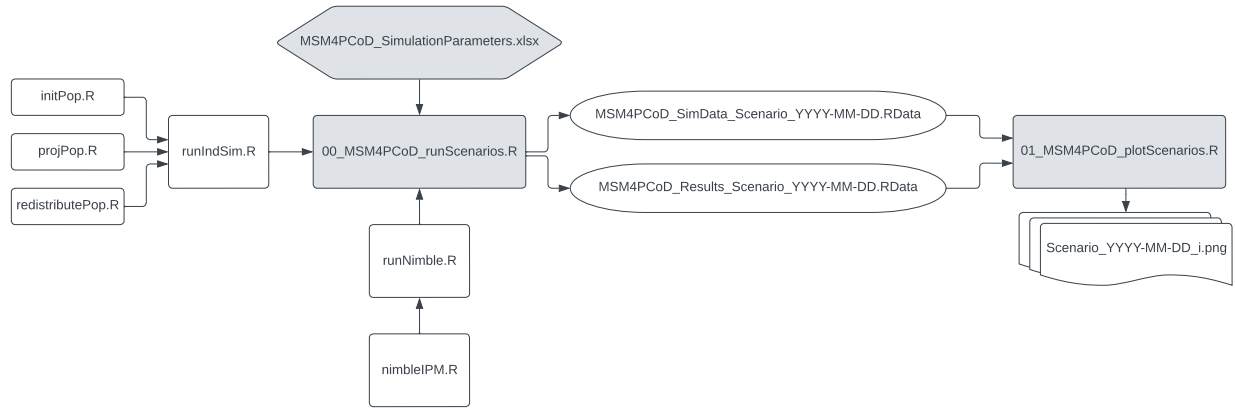 MSM4PCoD_SimulationParameters.xlsx
initPop.R
projPop.R
redistributePop.R
runIndSim.R
00_MSM4PCoD_runScenarios.R
MSM4PCoD_SimData_Scenario_YYYY-MM-DD.RData
MSM4PCoD_Results_Scenario_YYYY-MM-DD.RData
01_MSM4PCoD_plotScenarios.R
Scenario_YYYY-MM-DD_i.png
runNimble.R
nimbleIPM.R